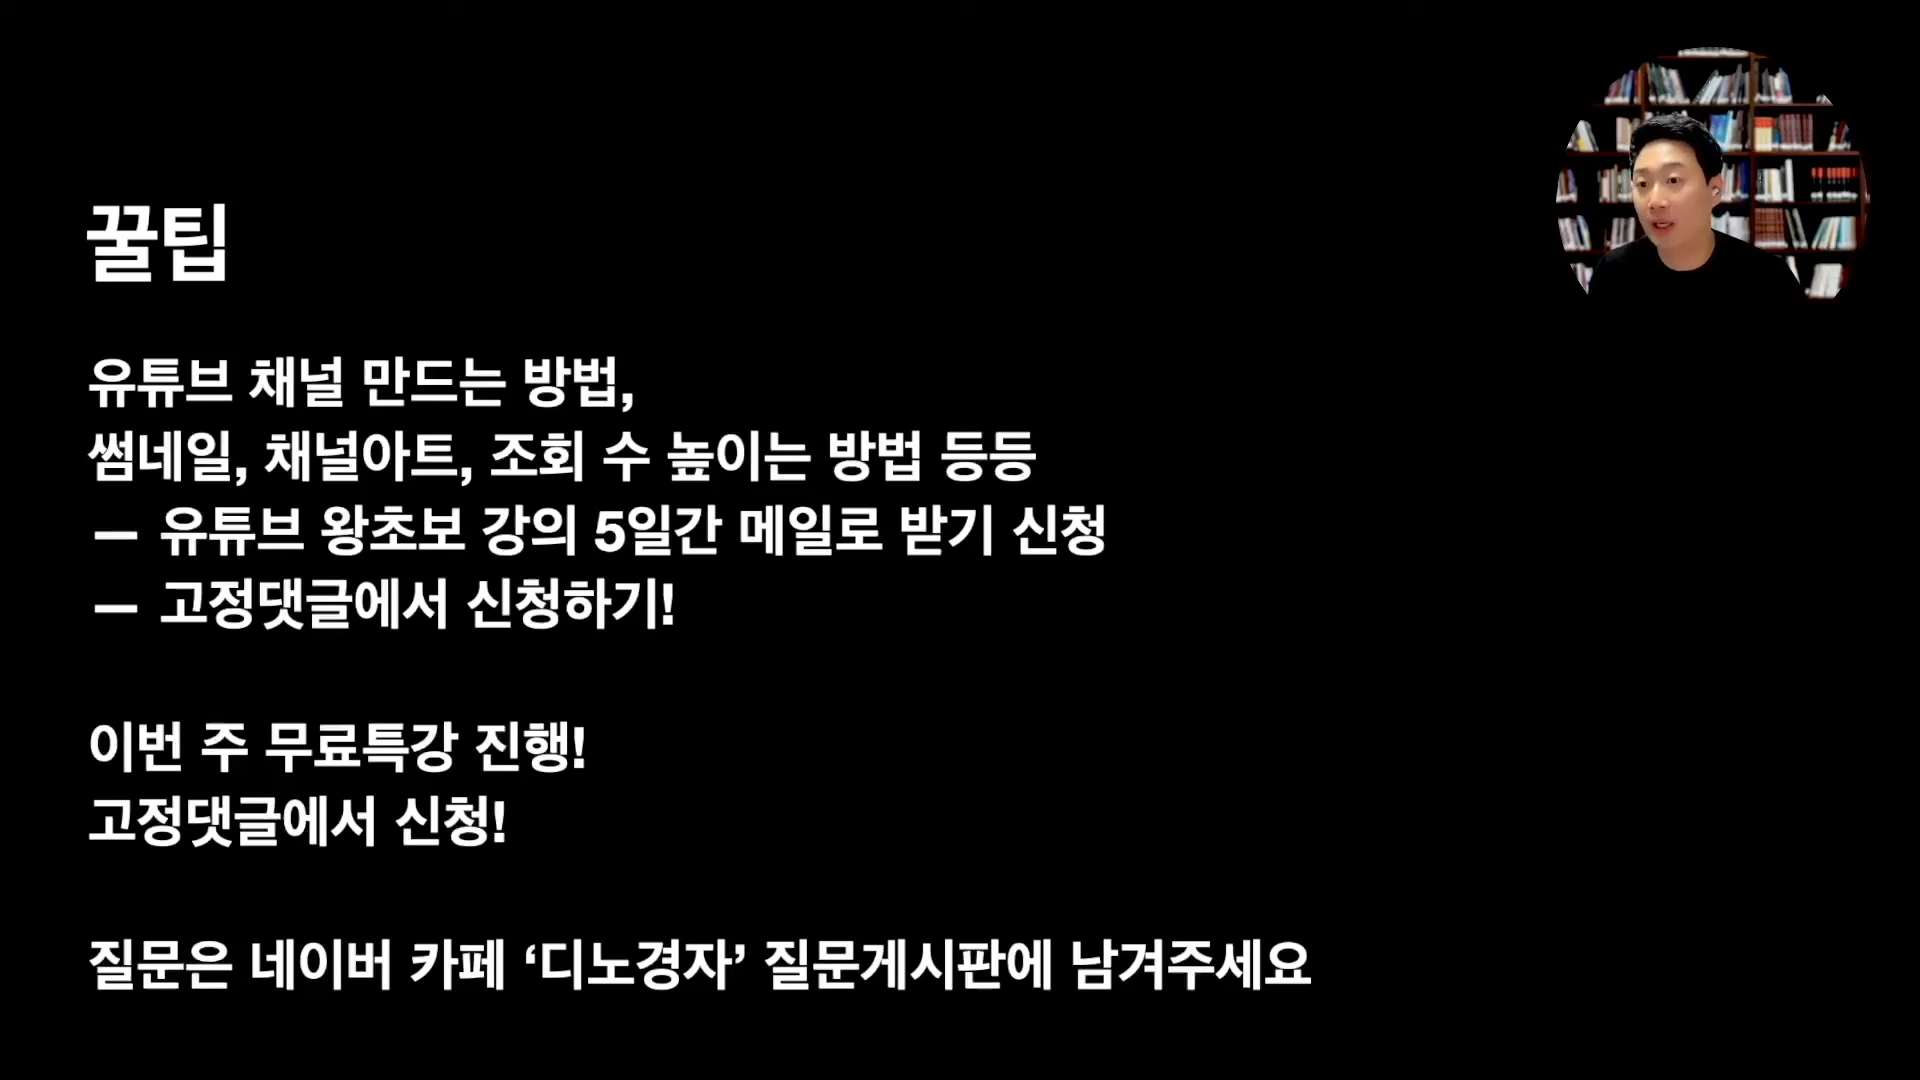 꿀팁
유튜브 채널 만드는 방법,
썸네일, 채널아트, 조회 수 높이는 방법 등등
– 유튜브 왕초보 강의 5일간 메일로 받기 신청
– 고정댓글에서 신청하기!
이번 주 무료특강 진행!
고정댓글에서 신청!
질문은 네이버 카페 ‘디노경자’ 질문게시판에 남겨주세요